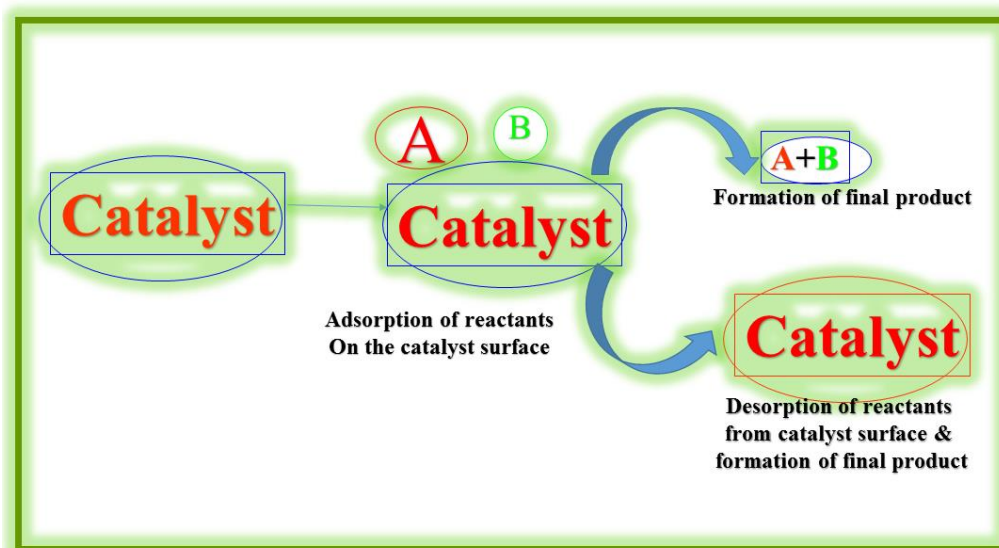 Catalyst
A
B
Catalyst
Adsorption of reactants
On the catalyst surface
A+B
Formation of final product
Catalyst
Desorption of reactants
from catalyst surface &
formation of final product